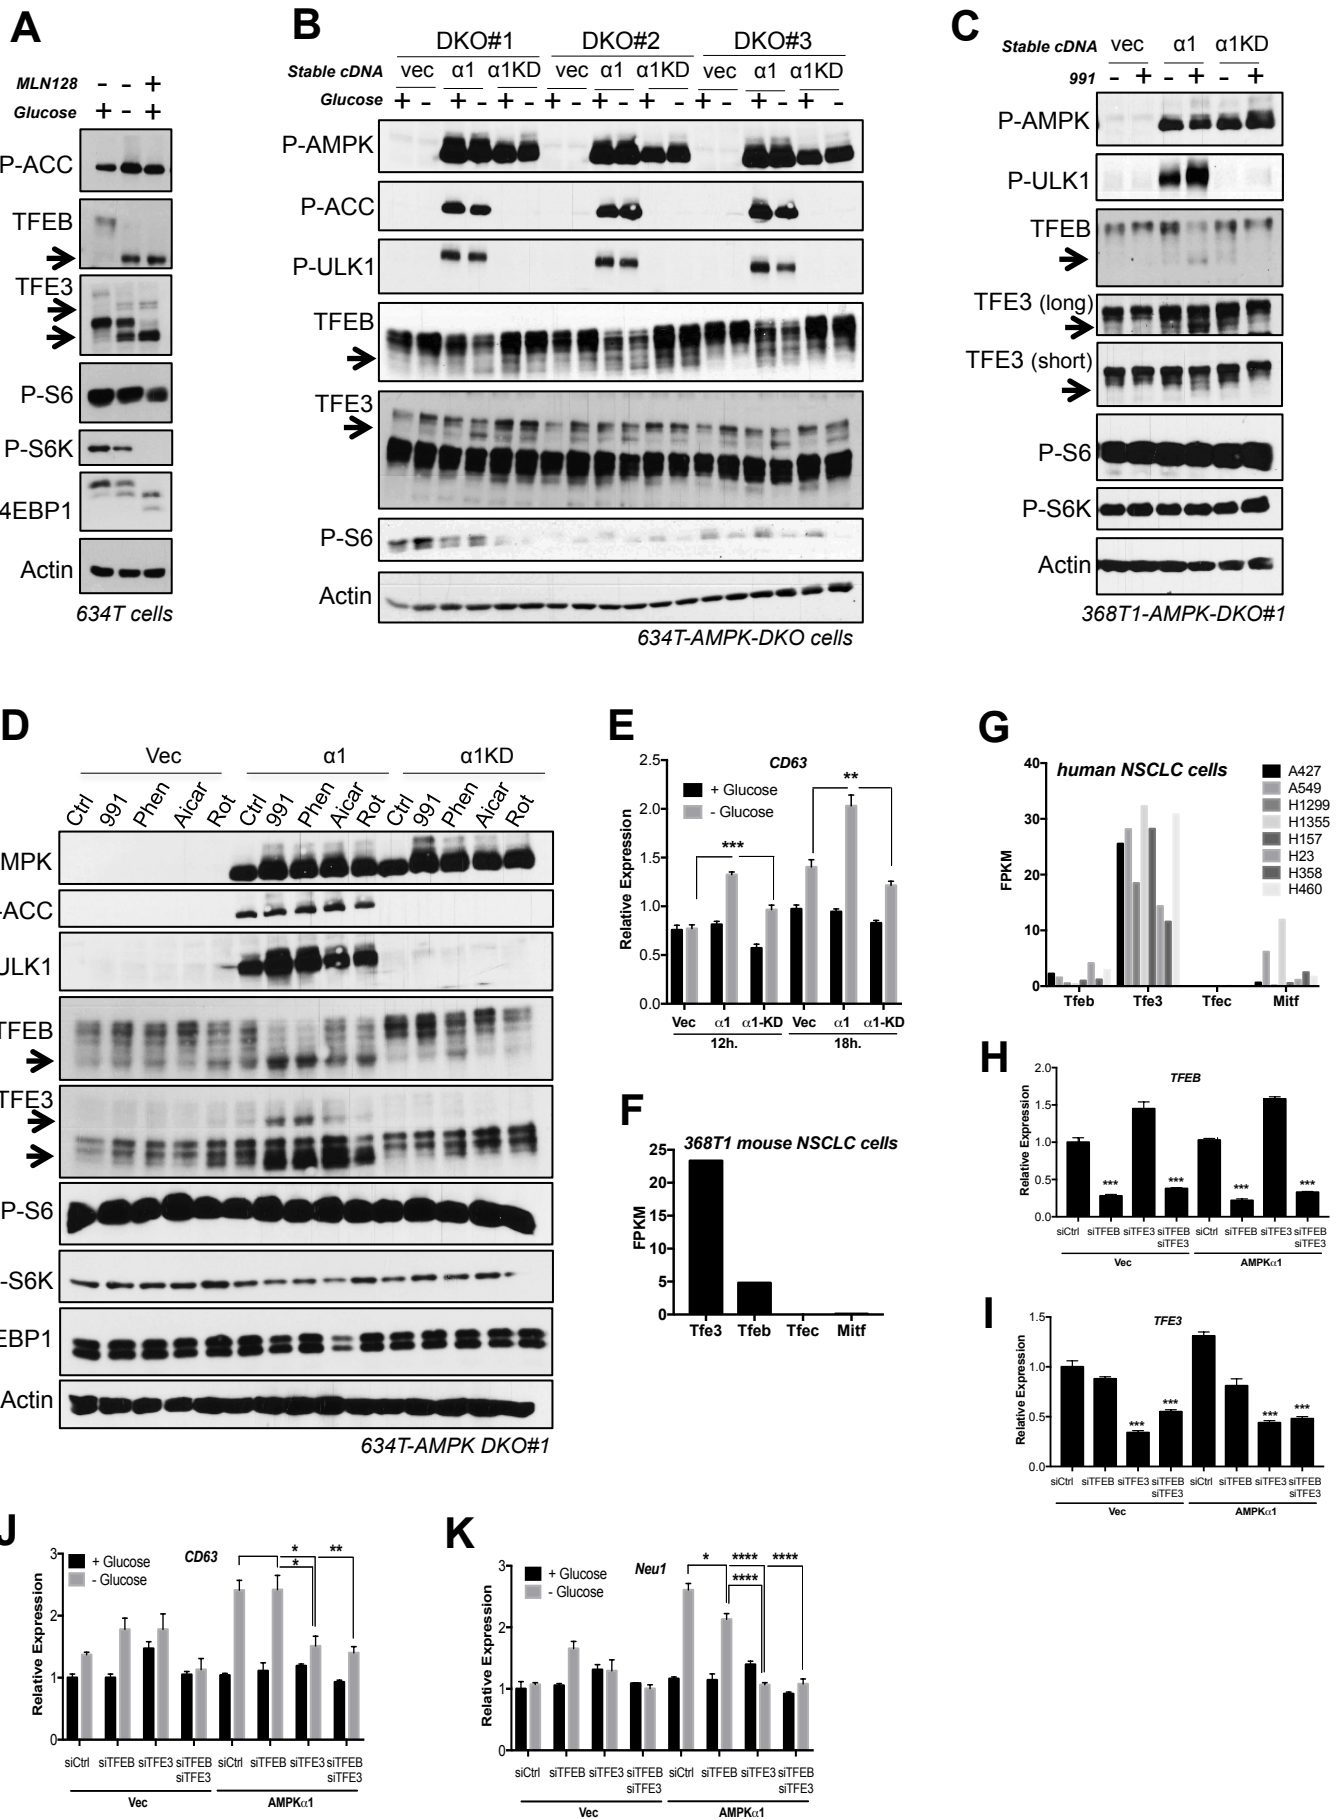 A
MLN128 - - +
Glucose + - +
P-ACC
TFEB
TFE3
P-S6
P-S6K
4EBP1
Actin
634T cells
B
DKO#1 DKO#2 DKO#3
Stable cDNA vec α1 α1KD vec α1 α1KD vec α1 α1KD
Glucose + - + - + - + - + - + - + - + - + -
P-AMPK
P-ACC
P-ULK1
TFEB
TFE3
P-S6
Actin
634T-AMPK-DKO cells
C
Stable cDNA vec α1 α1KD
991 - + - + - +
P-AMPK
P-ULK1
TFEB
TFE3 (long)
TFE3 (short)
P-S6
P-S6K
Actin
368T1-AMPK-DKO#1
D
Vec α1 α1KD
Ctrl 991 Phen Aicar Rot Ctrl 991 Phen Aicar Rot Ctrl 991 Phen Aicar Rot
MPK
-ACC
ULK1
TFEB
TFE3
P-S6
-S6K
EBP1
Actin
634T-AMPK DKO#1
E
CD63
+ Glucose
- Glucose
*** **
Relative Expression
2.5
2.0
1.5
1.0
0.5
0.0
Vec α1 α1-KD Vec α1 α1-KD
12h. 18h.
F
368T1 mouse NSCLC cells
FPKM
25
20
15
10
5
0
Tfe3 Tfeb Tfec Mitf
G
human NSCLC cells
FPKM
40
30
20
10
0
A427
A549
H1299
H1355
H157
H23
H358
H460
Tfeb Tfe3 Tfec Mitf
H
TFEB
Relative Expression
2.0
1.5
1.0
0.5
0.0
*** *** *** ***
siCtrl siTFEB siTFE3 siTFEB siCtrl siTFEB siTFE3 siTFEB
siTFE3 siTFE3
Vec AMPKα1
I
TFE3
Relative Expression
1.5
1.0
0.5
0.0
*** *** *** ***
siCtrl siTFEB siTFE3 siTFEB siCtrl siTFEB siTFE3 siTFEB
siTFE3 siTFE3
Vec AMPKα1
J
CD63
+ Glucose
- Glucose
* **
*
Relative Expression
3
2
1
0
siCtrl siTFEB siTFE3 siTFEB siCtrl siTFEB siTFE3 siTFEB
siTFE3 siTFE3
Vec AMPKα1
K
Neu1
+ Glucose
- Glucose
* **** ****
****
Relative Expression
3
2
1
0
siCtrl siTFEB siTFE3 siTFEB siCtrl siTFEB siTFE3 siTFEB
siTFE3 siTFE3
Vec AMPKα1